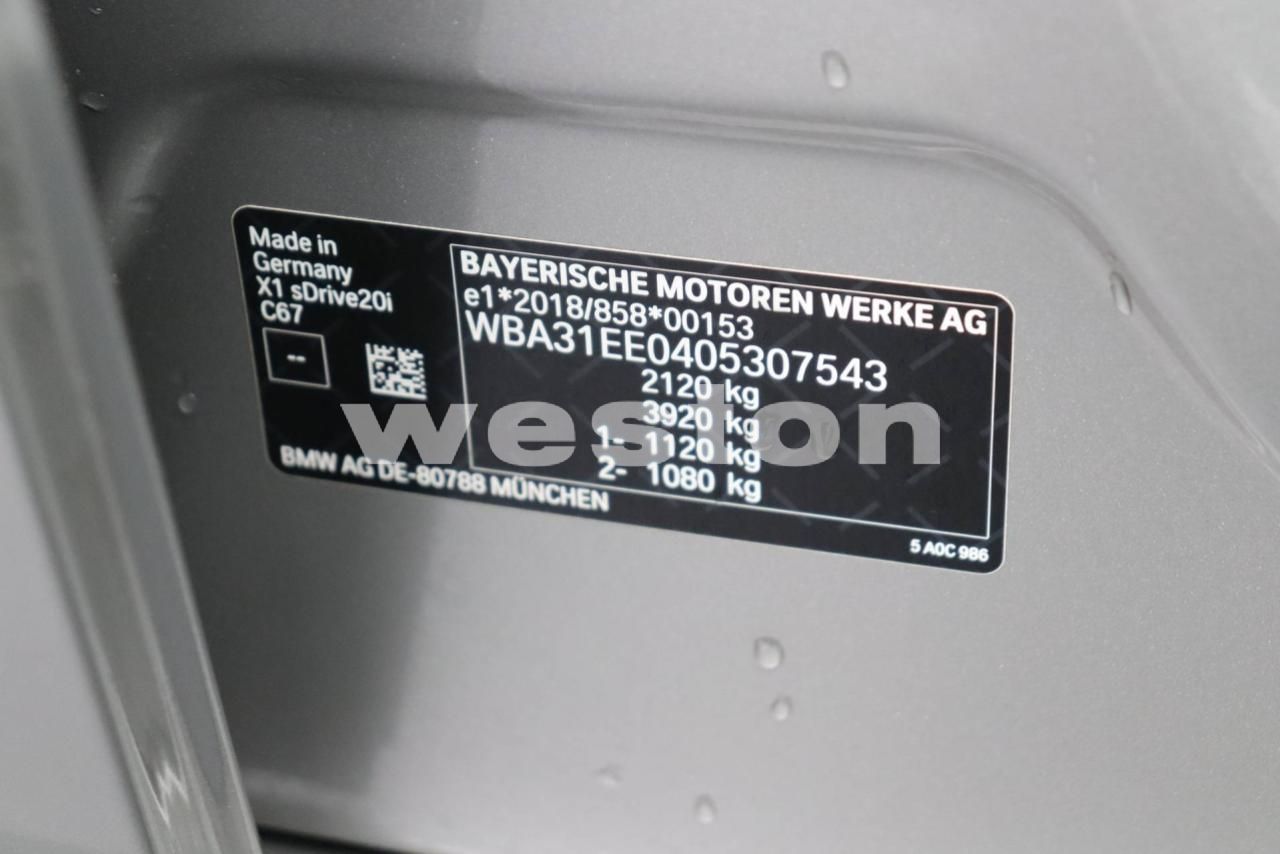 Made in
Germany
X1 sDrive20i
C67
--
BAYERISCHE MOTOREN WERKE AG
e1*2018/858*00153
WBA31EE0405307543
2120 kg
3920 kg
1- 1120 kg
2- 1080 kg
BMW AG DE-80788 MÜNCHEN
5 A0C 986
weston